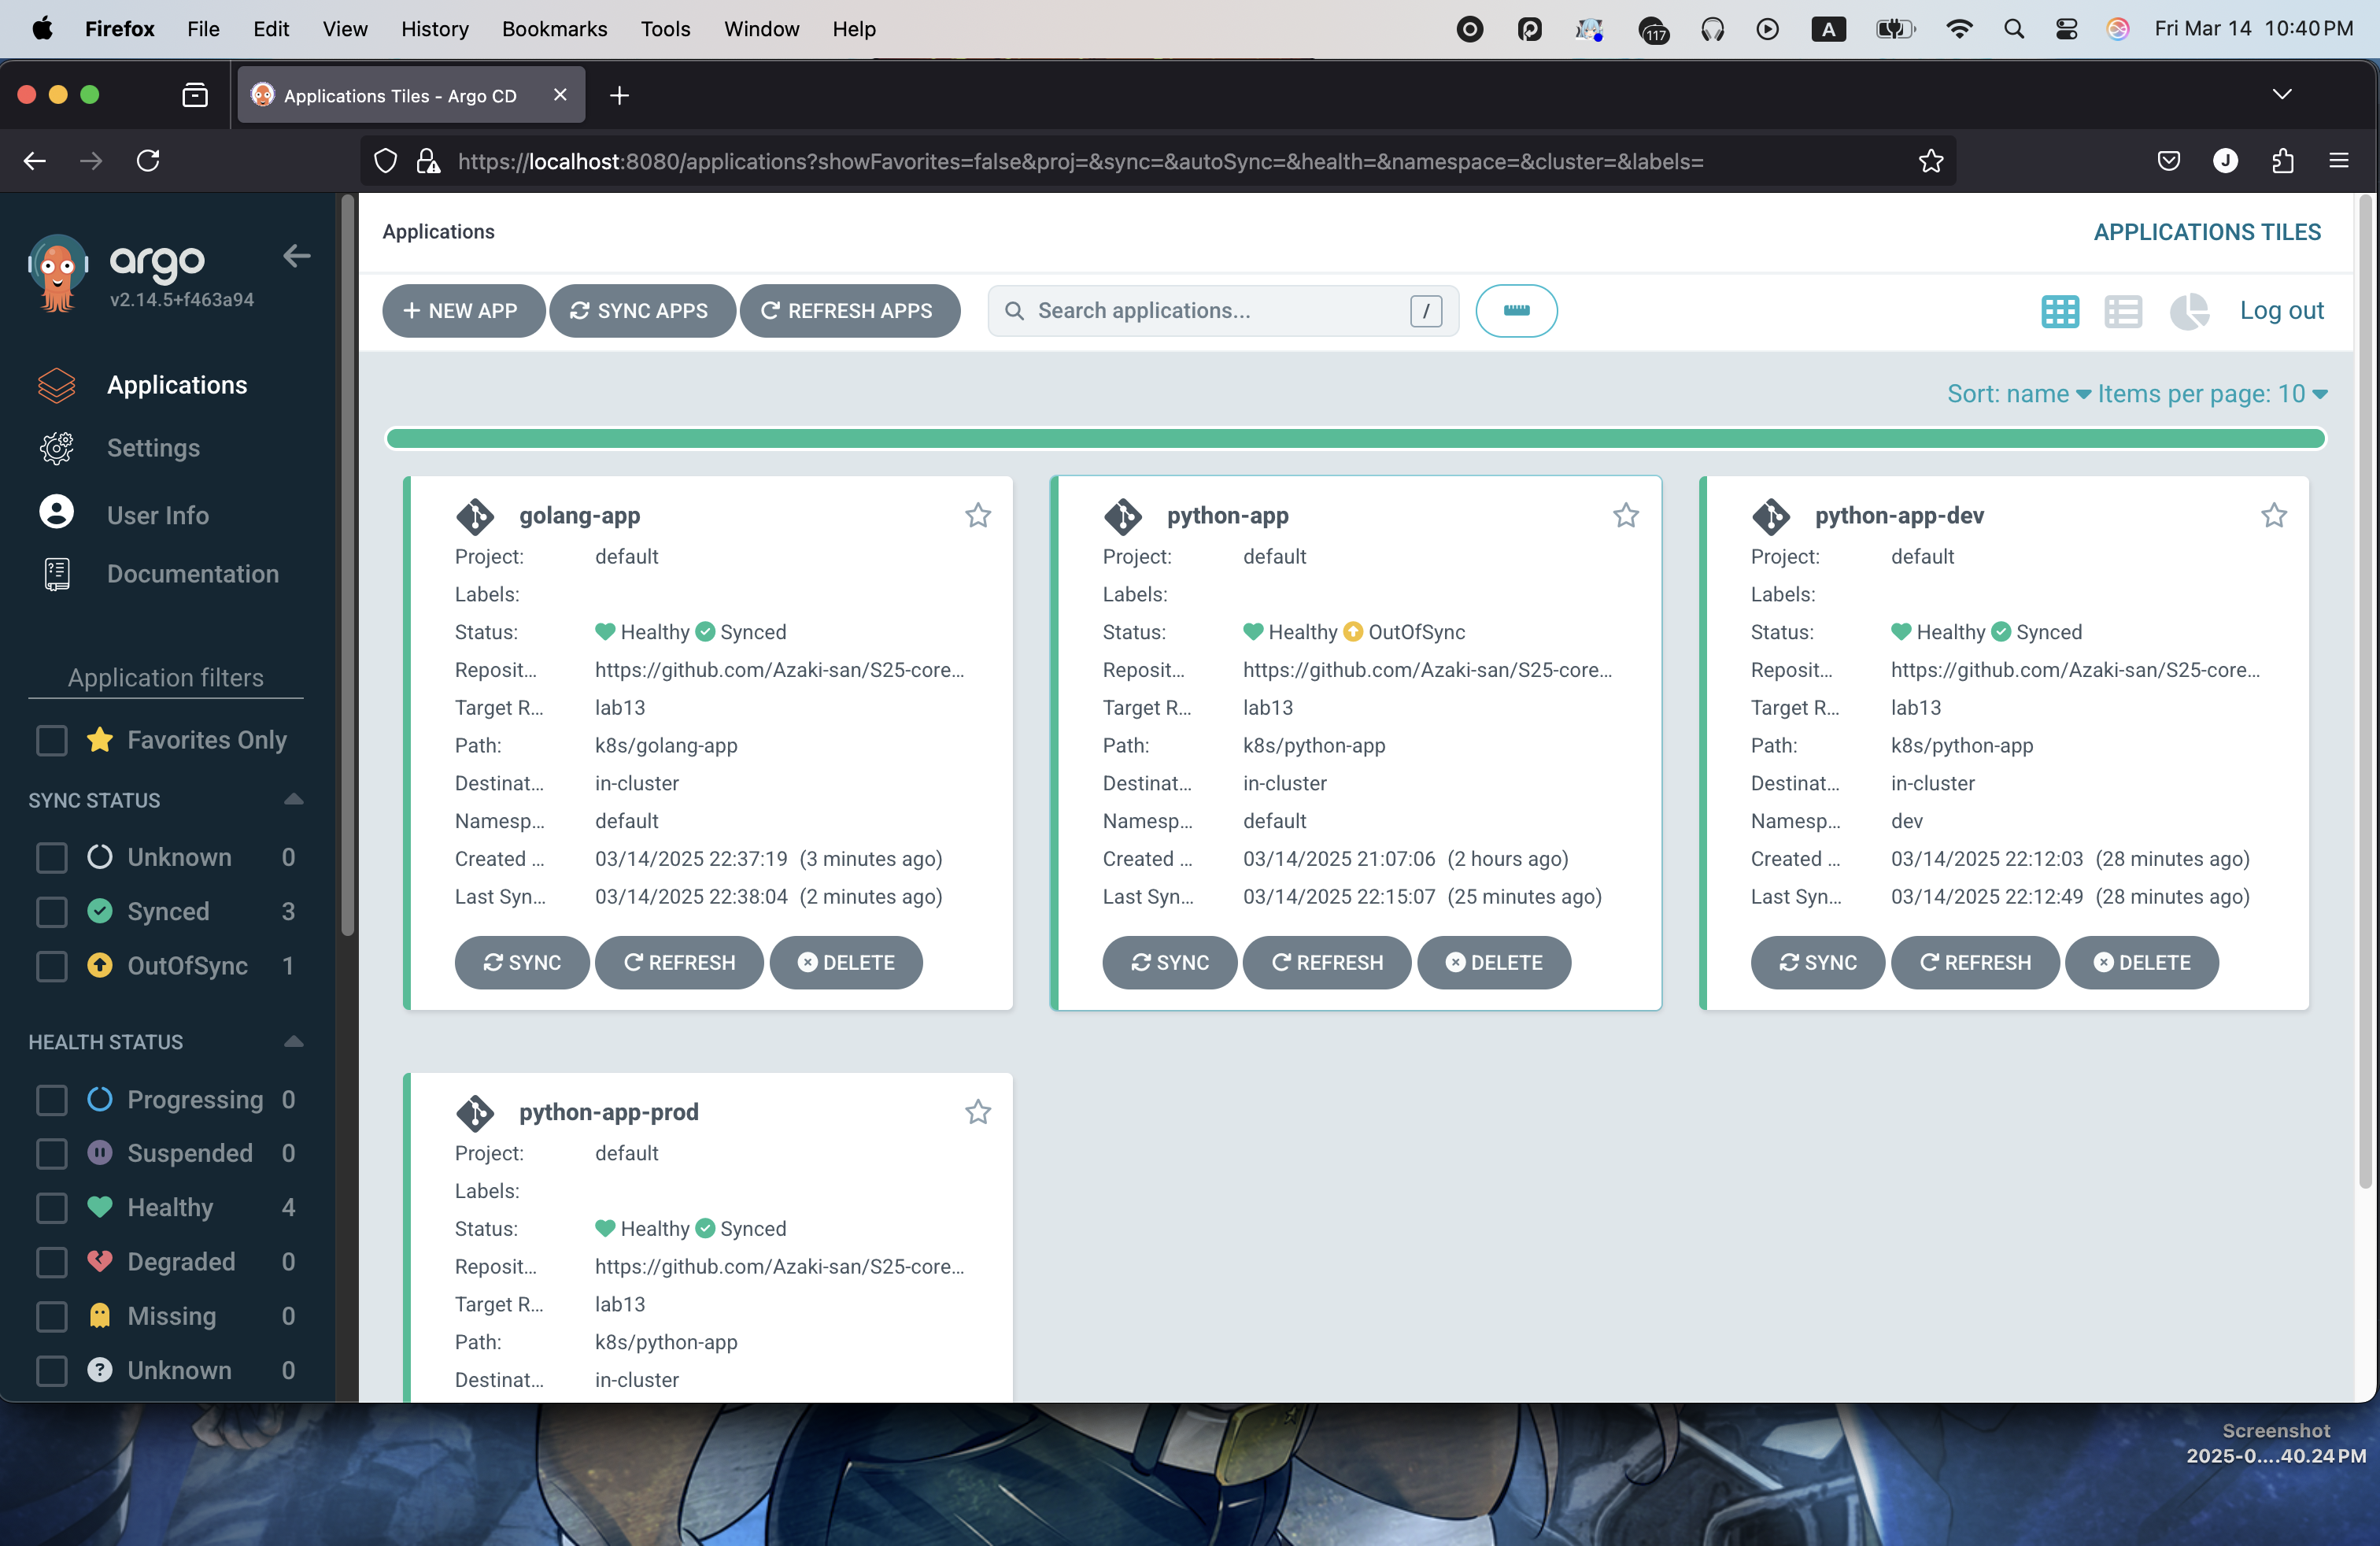 Firefox File Edit View History Bookmarks Tools Window Help 117 A Fri Mar 14 10:40 PM
Applications Tiles - Argo CD
https://localhost:8080/applications?showFavorites=false&proj=&sync=&autoSync=&health=&namespace=&cluster=&labels=
J
argo
v2.14.5+f463a94
Applications
Settings
User Info
Documentation
Application filters
Favorites Only
SYNC STATUS
Unknown 0
Synced 3
OutOfSync 1
HEALTH STATUS
Progressing 0
Suspended 0
Healthy 4
Degraded 0
Missing 0
Unknown 0
Applications APPLICATIONS TILES
NEW APP SYNC APPS REFRESH APPS Search applications... / Log out
Sort: name Items per page: 10
golang-app
Project: default
Labels:
Status: Healthy Synced
Reposit... https://github.com/Azaki-san/S25-core...
Target R... lab13
Path: k8s/golang-app
Destinat... in-cluster
Namesp... default
Created ... 03/14/2025 22:37:19 (3 minutes ago)
Last Syn... 03/14/2025 22:38:04 (2 minutes ago)
SYNC REFRESH DELETE
python-app
Project: default
Labels:
Status: Healthy OutOfSync
Reposit... https://github.com/Azaki-san/S25-core...
Target R... lab13
Path: k8s/python-app
Destinat... in-cluster
Namesp... default
Created ... 03/14/2025 21:07:06 (2 hours ago)
Last Syn... 03/14/2025 22:15:07 (25 minutes ago)
SYNC REFRESH DELETE
python-app-dev
Project: default
Labels:
Status: Healthy Synced
Reposit... https://github.com/Azaki-san/S25-core...
Target R... lab13
Path: k8s/python-app
Destinat... in-cluster
Namesp... dev
Created ... 03/14/2025 22:12:03 (28 minutes ago)
Last Syn... 03/14/2025 22:12:49 (28 minutes ago)
SYNC REFRESH DELETE
python-app-prod
Project: default
Labels:
Status: Healthy Synced
Reposit... https://github.com/Azaki-san/S25-core...
Target R... lab13
Path: k8s/python-app
Destinat... in-cluster
Screenshot
2025-0....40.24 PM